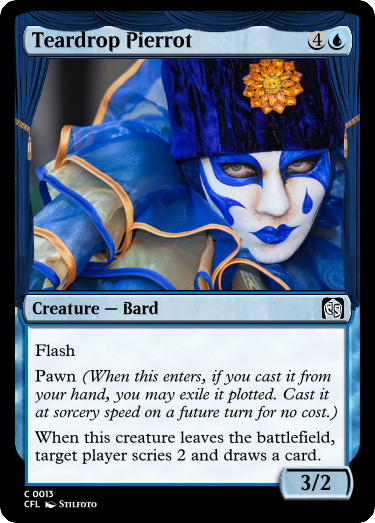 Teardrop Pierrot 4
Creature — Bard
Flash
Pawn (When this enters, if you cast it from
your hand, you may exile it plotted. Cast it
at sorcery speed on a future turn for no cost.)
When this creature leaves the battlefield,
target player scries 2 and draws a card.
3/2
C 0013
CFL STILFOTO